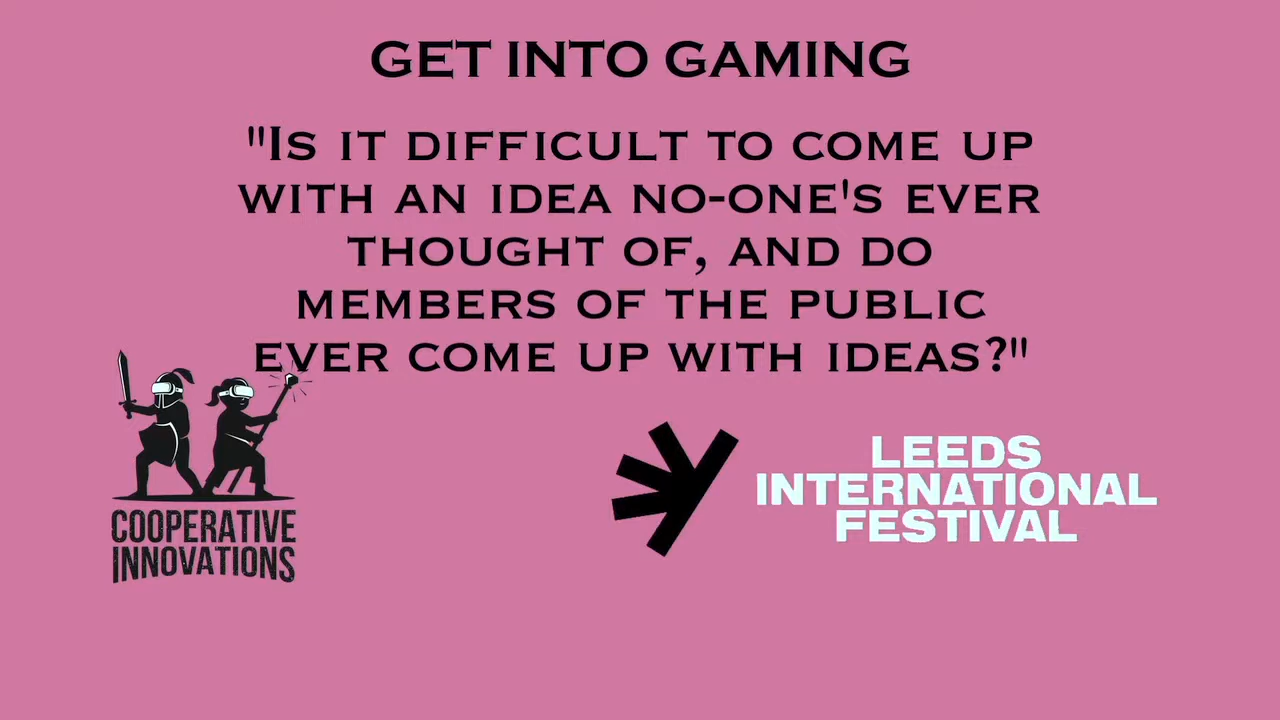 GET INTO GAMING
"IS IT DIFFICULT TO COME UP
WITH AN IDEA NO-ONE'S EVER
THOUGHT OF, AND DO
MEMBERS OF THE PUBLIC
EVER COME UP WITH IDEAS?"
COOPERATIVE
INNOVATIONS
LEEDS
INTERNATIONAL
FESTIVAL